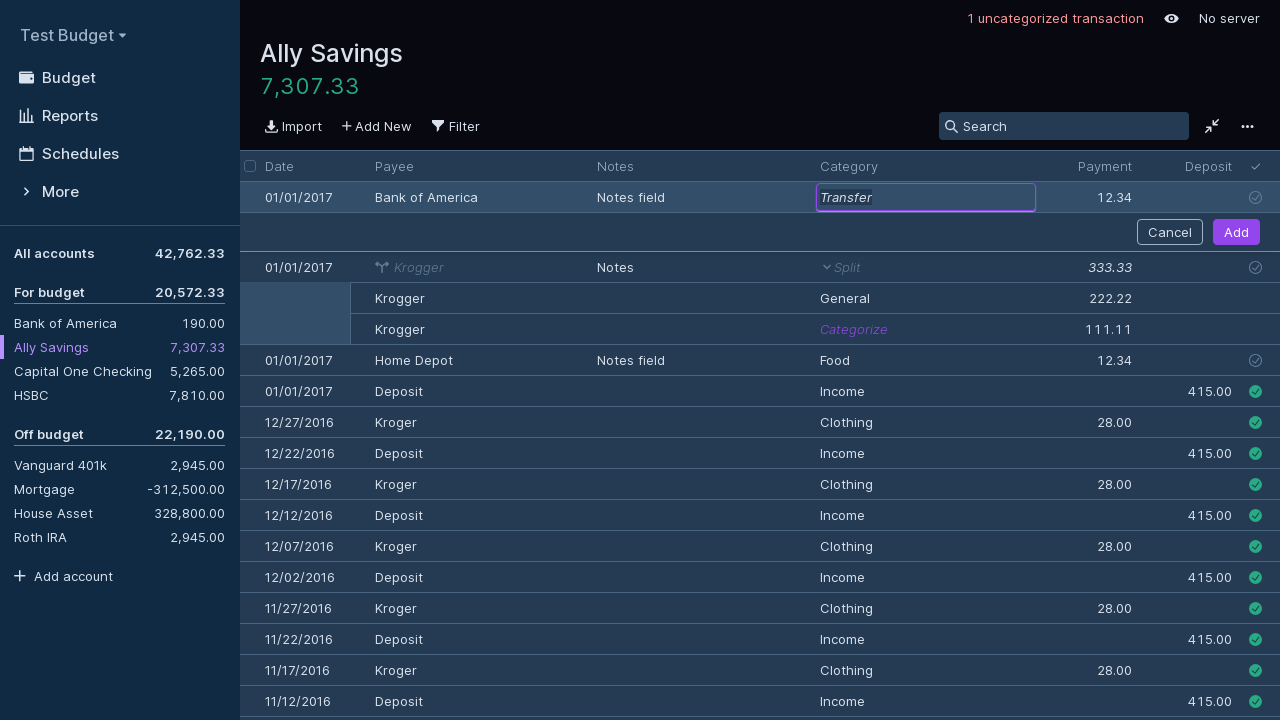 Test Budget
Budget
Reports
Schedules
More
All accounts 42,762.33
For budget 20,572.33
Bank of America 190.00
Ally Savings 7,307.33
Capital One Checking 5,265.00
HSBC 7,810.00
Off budget 22,190.00
Vanguard 401k 2,945.00
Mortgage -312,500.00
House Asset 328,800.00
Roth IRA 2,945.00
Add account
1 uncategorized transaction No server
Ally Savings
7,307.33
Import Add New Filter Search
Date Payee Notes Category Payment Deposit
01/01/2017 Bank of America Notes field Transfer 12.34
Cancel Add
01/01/2017 Krogger Notes Split 333.33
Krogger General 222.22
Krogger Categorize 111.11
01/01/2017 Home Depot Notes field Food 12.34
01/01/2017 Deposit Income 415.00
12/27/2016 Kroger Clothing 28.00
12/22/2016 Deposit Income 415.00
12/17/2016 Kroger Clothing 28.00
12/12/2016 Deposit Income 415.00
12/07/2016 Kroger Clothing 28.00
12/02/2016 Deposit Income 415.00
11/27/2016 Kroger Clothing 28.00
11/22/2016 Deposit Income 415.00
11/17/2016 Kroger Clothing 28.00
11/12/2016 Deposit Income 415.00